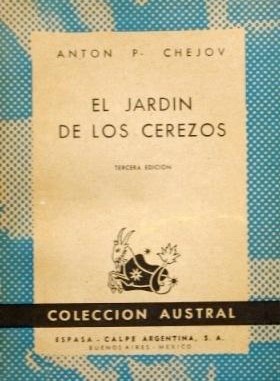 ANTON P- CHEJOV
EL JARDIN
DE LOS CEREZOS
TERCERA EDICION
COLECCION AUSTRAL
ESPASA - CALPE ARGENTINA, S. A.
BUENOS AIRES - MEXICO